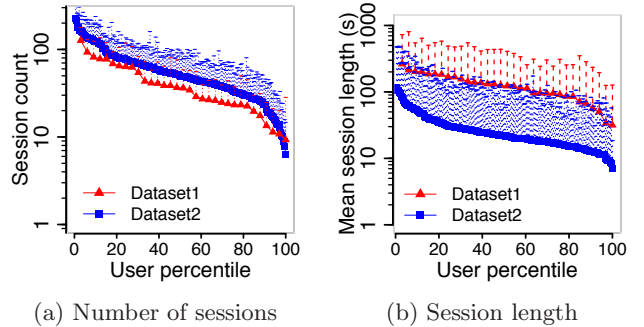 Session count
100
10
1
Dataset1
Dataset2
0 20 40 60 80 100
User percentile
(a) Number of sessions
Mean session length (s)
1000
100
10
1
Dataset1
Dataset2
0 20 40 60 80 100
User percentile
(b) Session length